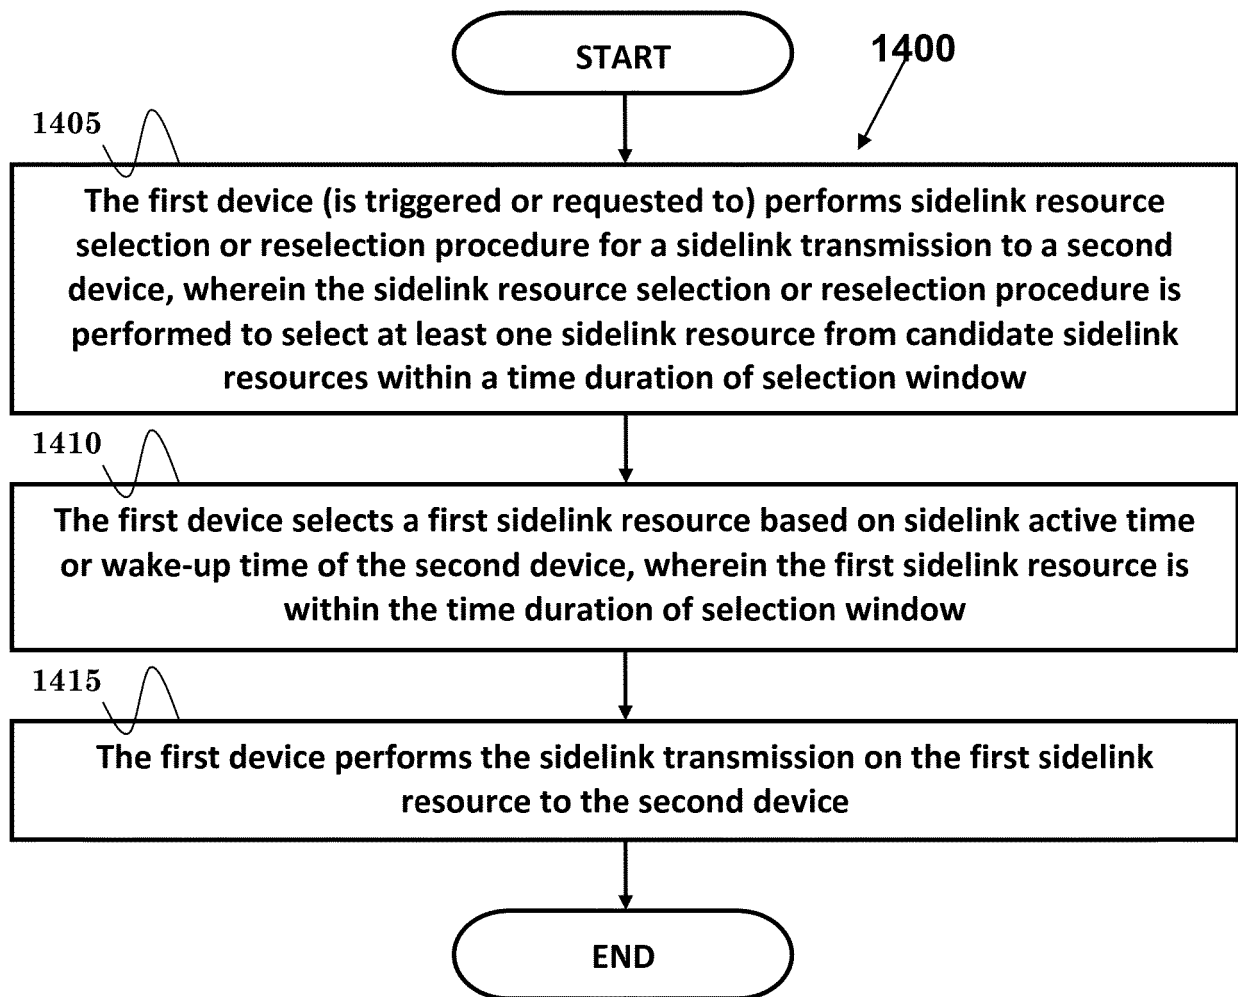 START
1400
1405
The first device (is triggered or requested to) performs sidelink resource
selection or reselection procedure for a sidelink transmission to a second
device, wherein the sidelink resource selection or reselection procedure is
performed to select at least one sidelink resource from candidate sidelink
resources within a time duration of selection window
1410
The first device selects a first sidelink resource based on sidelink active time
or wake-up time of the second device, wherein the first sidelink resource is
within the time duration of selection window
1415
The first device performs the sidelink transmission on the first sidelink
resource to the second device
END